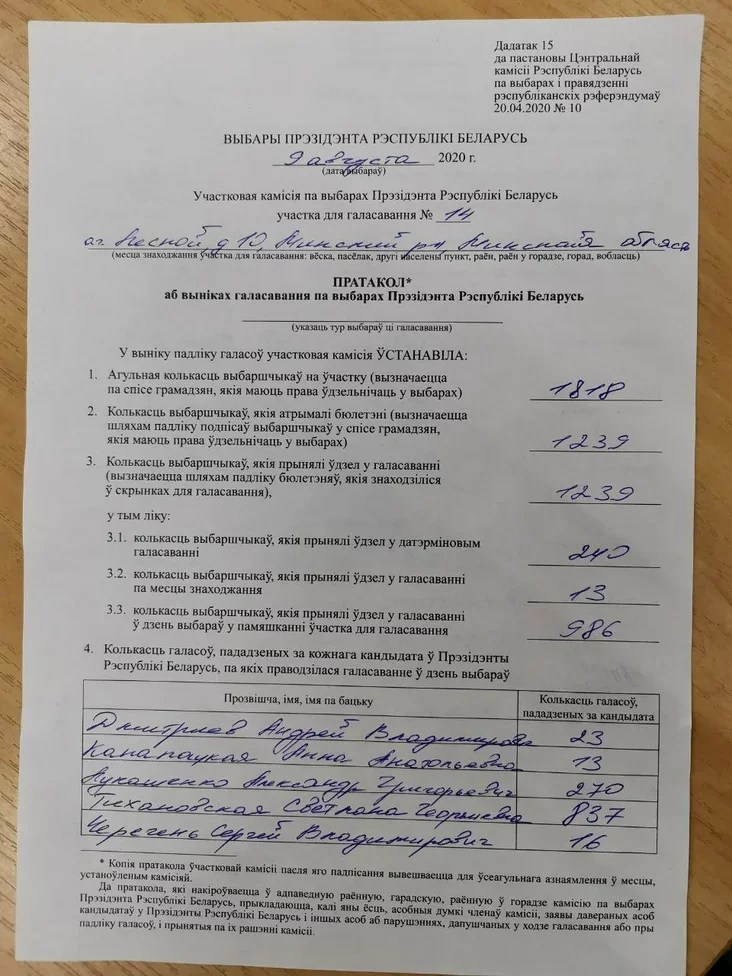 Дадатак 15
да пастановы Цэнтральнай
камісіі Рэспублікі Беларусь
па выбарах і правядзенні
рэспубліканскіх рэферэндумаў
20.04.2020 № 10
ВЫБАРЫ ПРЭЗІДЭНТА РЭСПУБЛІКІ БЕЛАРУСЬ
9 августа 2020 г.
(дата выбараў)
Участковая камісія па выбарах Прэзідэнта Рэспублікі Беларусь
участка для галасавання № 14
аг. Лесной, д 10, Минский р-н Минская область
(месца знаходжання ўчастка для галасавання: вёска, пасёлак, другі населены пункт, раён, раён у горадзе, горад, вобласць)
ПРАТАКОЛ*
аб выніках галасавання па выбарах Прэзідэнта Рэспублікі Беларусь
(указаць тур выбараў ці галасавання)
У выніку падліку галасоў участковая камісія ЎСТАНАВІЛА:
1. Агульная колькасць выбаршчыкаў на ўчастку (вызначаецца
па спісе грамадзян, якія маюць права ўдзельнічаць у выбарах) 1818
2. Колькасць выбаршчыкаў, якія атрымалі бюлетэні (вызначаецца
шляхам падліку подпісаў выбаршчыкаў у спісе грамадзян,
якія маюць права ўдзельнічаць у выбарах) 1239
3. Колькасць выбаршчыкаў, якія прынялі ўдзел у галасаванні
(вызначаецца шляхам падліку бюлетэняў, якія знаходзіліся
ў скрынках для галасавання), 1239
у тым ліку:
3.1. колькасць выбаршчыкаў, якія прынялі ўдзел у датэрміновым
галасаванні 240
3.2. колькасць выбаршчыкаў, якія прынялі ўдзел у галасаванні
па месцы знаходжання 13
3.3. колькасць выбаршчыкаў, якія прынялі ўдзел у галасаванні
ў дзень выбараў у памяшканні ўчастка для галасавання 986
4. Колькасць галасоў, пададзеных за кожнага кандыдата ў Прэзідэнты
Рэспублікі Беларусь, па якіх праводзілася галасаванне ў дзень выбараў
Прозвішча, імя, імя па бацьку Колькасць галасоў,
пададзеных за кандыдата
Дмитриев Андрей Владимирович 23
Канапацкая Анна Анатольевна 13
Лукашенко Александр Григорьевич 270
Тихановская Светлана Георгиевна 837
Черечень Сергей Владимирович 16
* Копія пратакола ўчастковай камісіі пасля яго падпісання вывешваецца для ўсеагульнага азнаямлення ў месцы,
устаноўленым камісіяй.
Да пратакола, які накіроўваецца ў адпаведную раённую, гарадскую, раённую ў горадзе камісію па выбарах
Прэзідэнта Рэспублікі Беларусь, прыкладаюцца, калі яны ёсць, асобныя думкі членаў камісіі, заявы давераных асоб
кандыдатаў у Прэзідэнты Рэспублікі Беларусь і іншых асоб аб парушэннях, дапушчаных у ходзе галасавання або пры
падліку галасоў, і прынятыя па іх рашэнні камісіі.